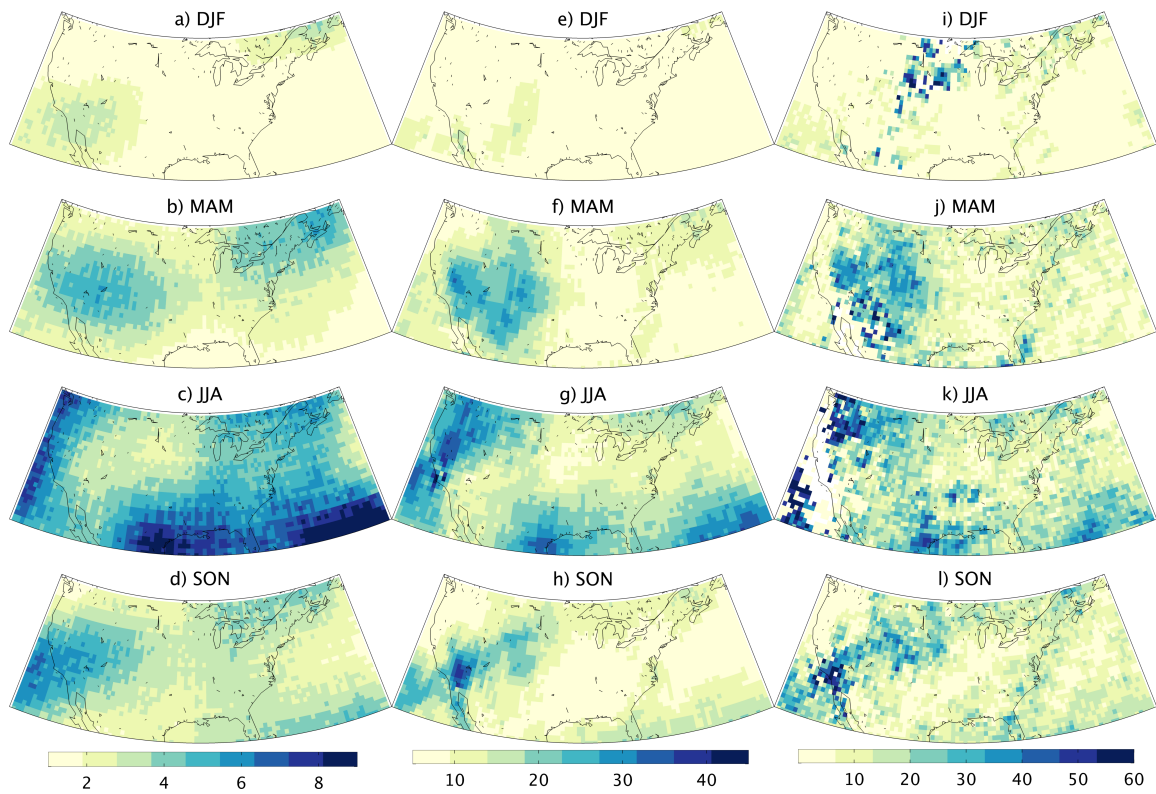 a) DJF
e) DJF
i) DJF
b) MAM
f) MAM
j) MAM
c) JJA
g) JJA
k) JJA
d) SON
h) SON
l) SON
2 4 6 8
10 20 30 40
10 20 30 40 50 60